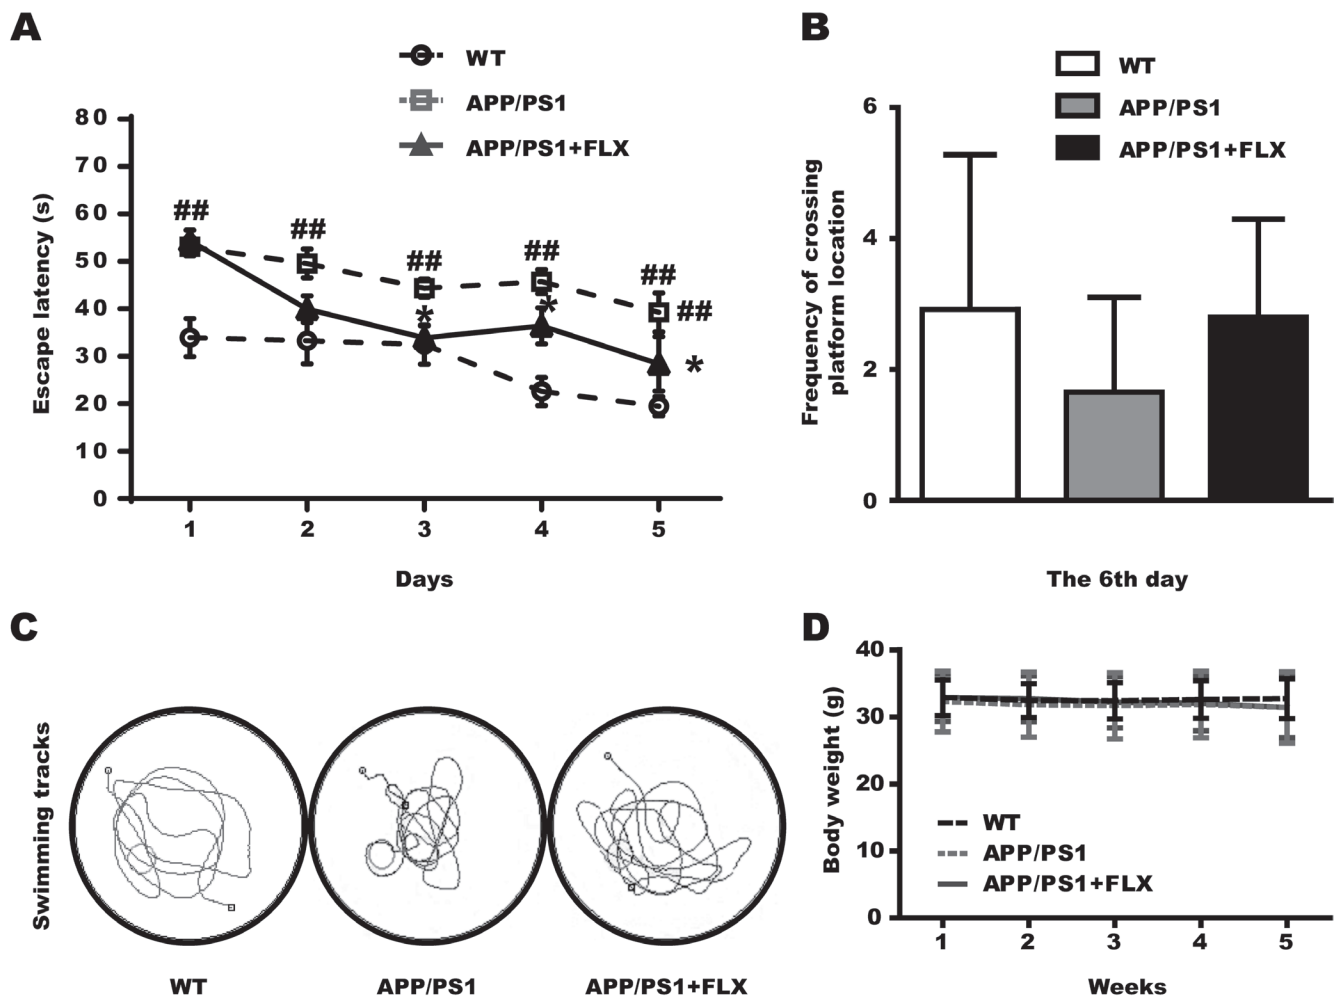 A
WT
APP/PS1
APP/PS1+FLX
Escape latency (s)
80
70
60
50
40
30
20
10
0
##
##
##
##
##
##
*
*
*
1 2 3 4 5
Days
B
WT
APP/PS1
APP/PS1+FLX
Frequency of crossing
platform location
6
4
2
0
The 6th day
C
Swimming tracks
WT APP/PS1 APP/PS1+FLX
D
Body weight (g)
40
30
20
10
0
WT
APP/PS1
APP/PS1+FLX
1 2 3 4 5
Weeks